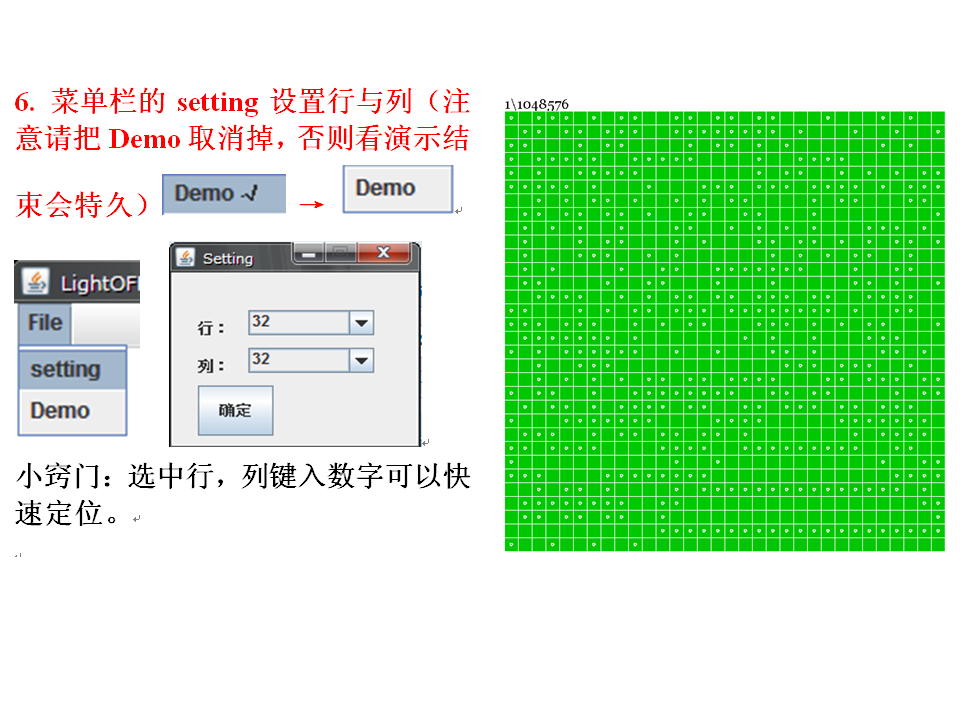 6. 菜单栏的 setting 设置行与列（注
意请把 Demo 取消掉，否则看演示结
束会特久）Demo √ → Demo
LightOF
File
setting
Demo
Setting
行：
32
列：
32
确定
小窍门：选中行，列键入数字可以快
速定位。
1\1048576